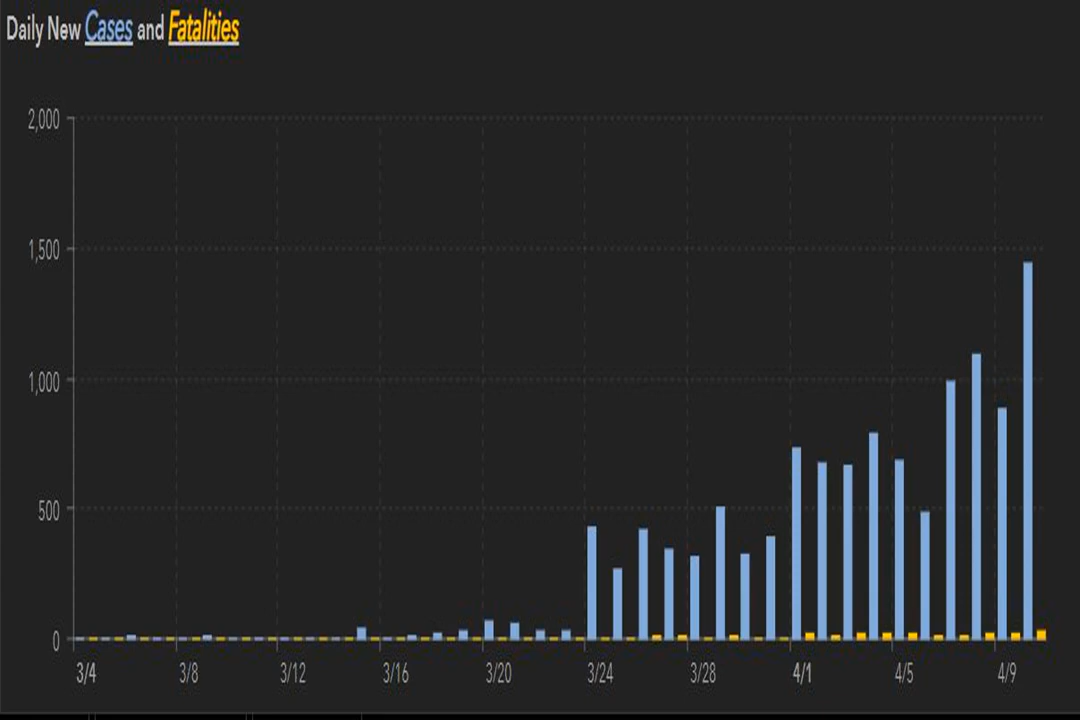 Daily New Cases and Fatalities
2,000
1,500
1,000
500
0
3/4 3/8 3/12 3/16 3/20 3/24 3/28 4/1 4/5 4/9